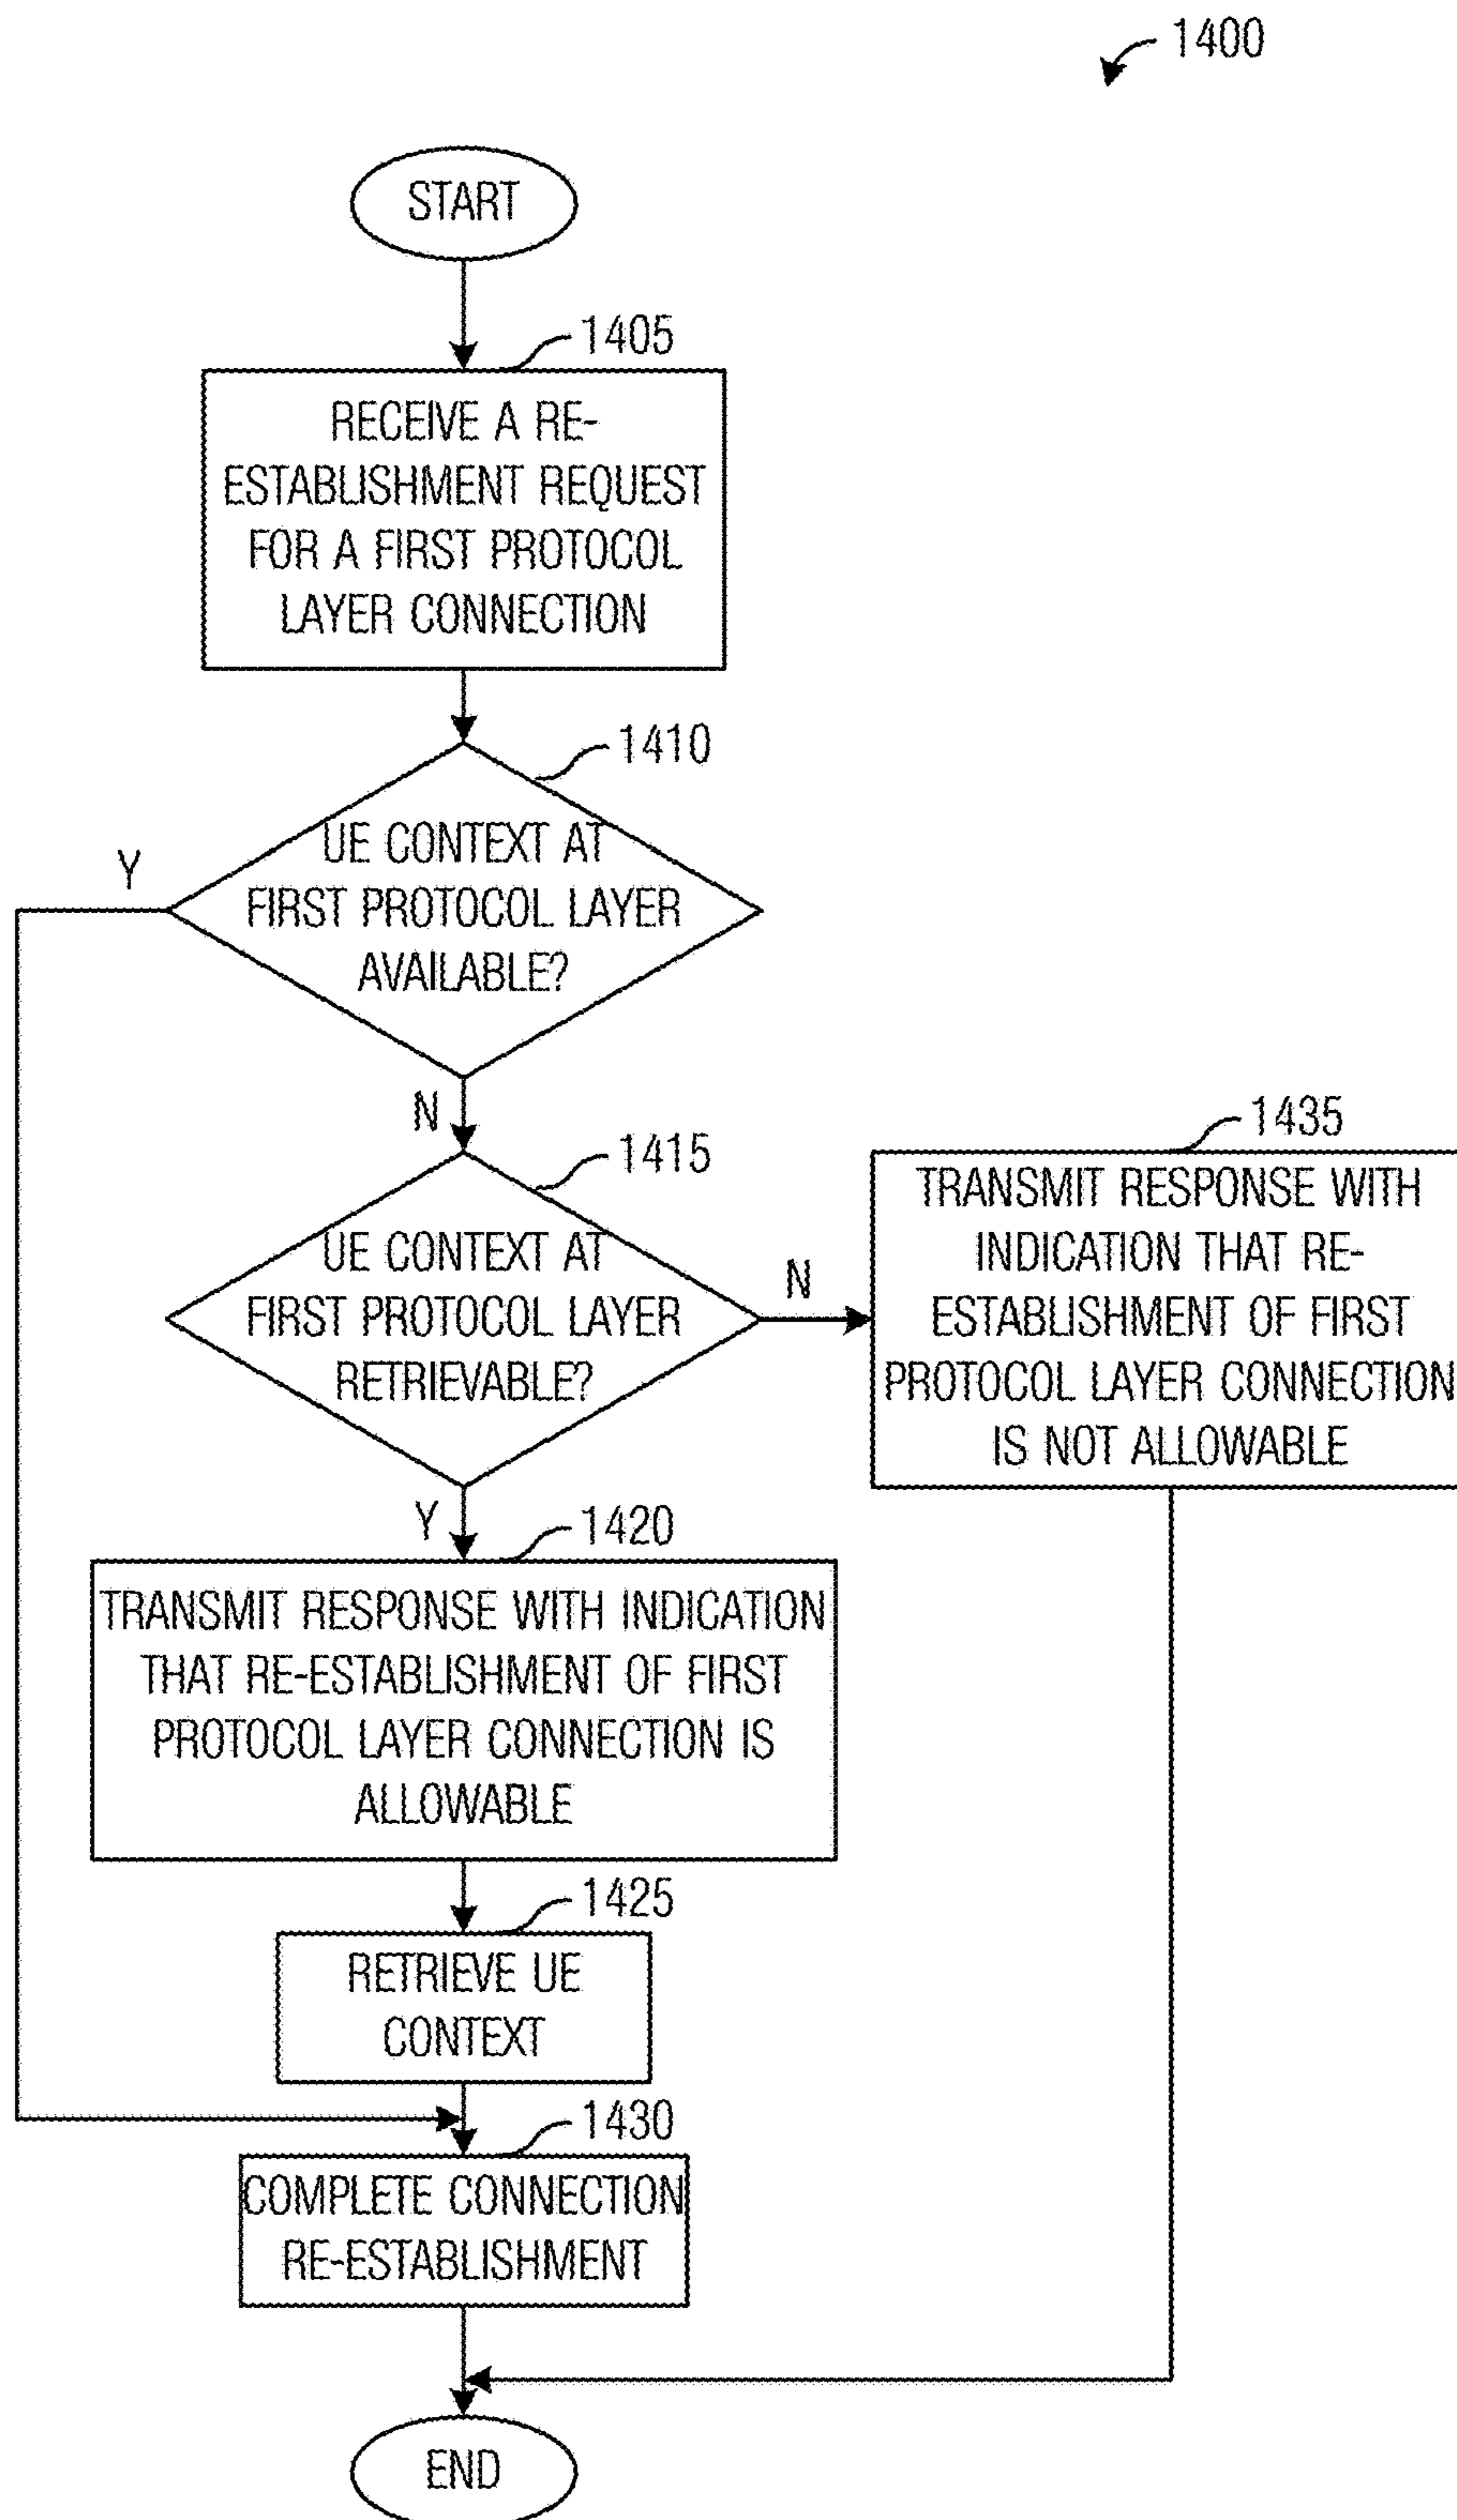 1400
START
1405
RECEIVE A RE-
ESTABLISHMENT REQUEST
FOR A FIRST PROTOCOL
LAYER CONNECTION
1410
UE CONTEXT AT
FIRST PROTOCOL LAYER
AVAILABLE?
Y
N
1415
UE CONTEXT AT
FIRST PROTOCOL LAYER
RETRIEVABLE?
N
1435
TRANSMIT RESPONSE WITH
INDICATION THAT RE-
ESTABLISHMENT OF FIRST
PROTOCOL LAYER CONNECTION
IS NOT ALLOWABLE
Y
1420
TRANSMIT RESPONSE WITH INDICATION
THAT RE-ESTABLISHMENT OF FIRST
PROTOCOL LAYER CONNECTION IS
ALLOWABLE
1425
RETRIEVE UE
CONTEXT
1430
COMPLETE CONNECTION
RE-ESTABLISHMENT
END